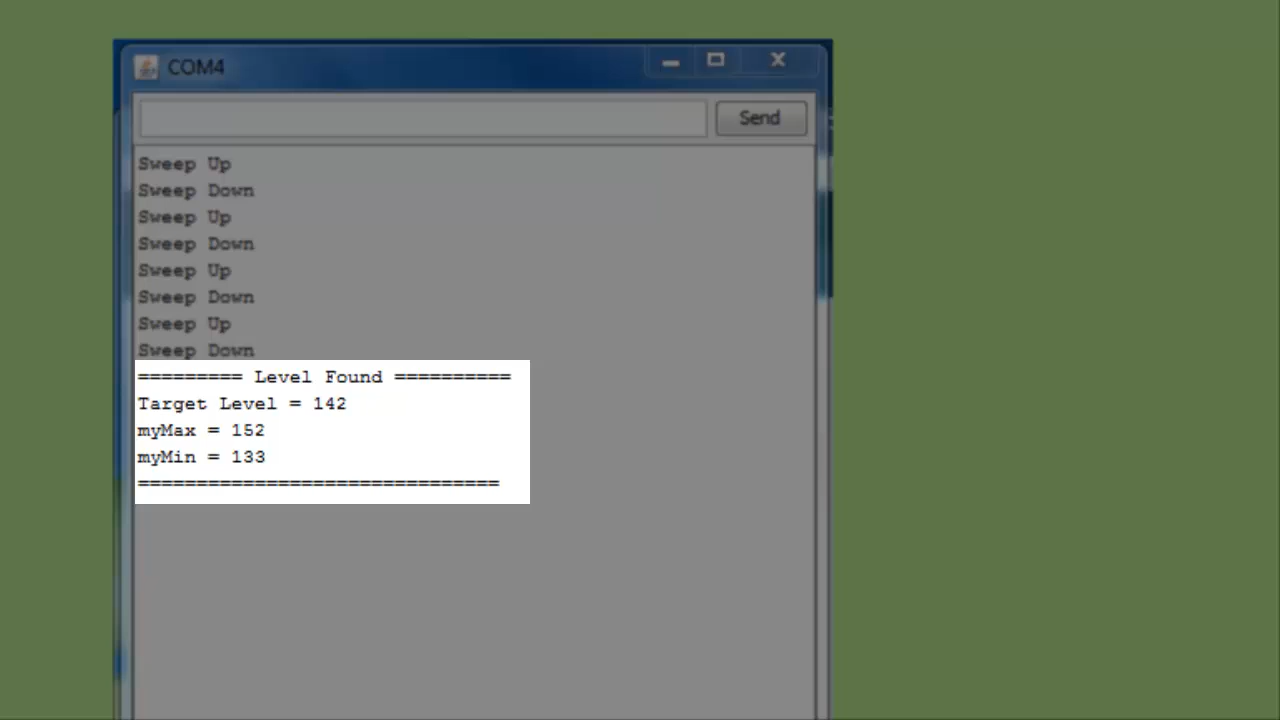 COM4
Send
Sweep Up
Sweep Down
Sweep Up
Sweep Down
Sweep Up
Sweep Down
Sweep Up
Sweep Down
========= Level Found ==========
Target Level = 142
myMax = 152
myMin = 133
===============================